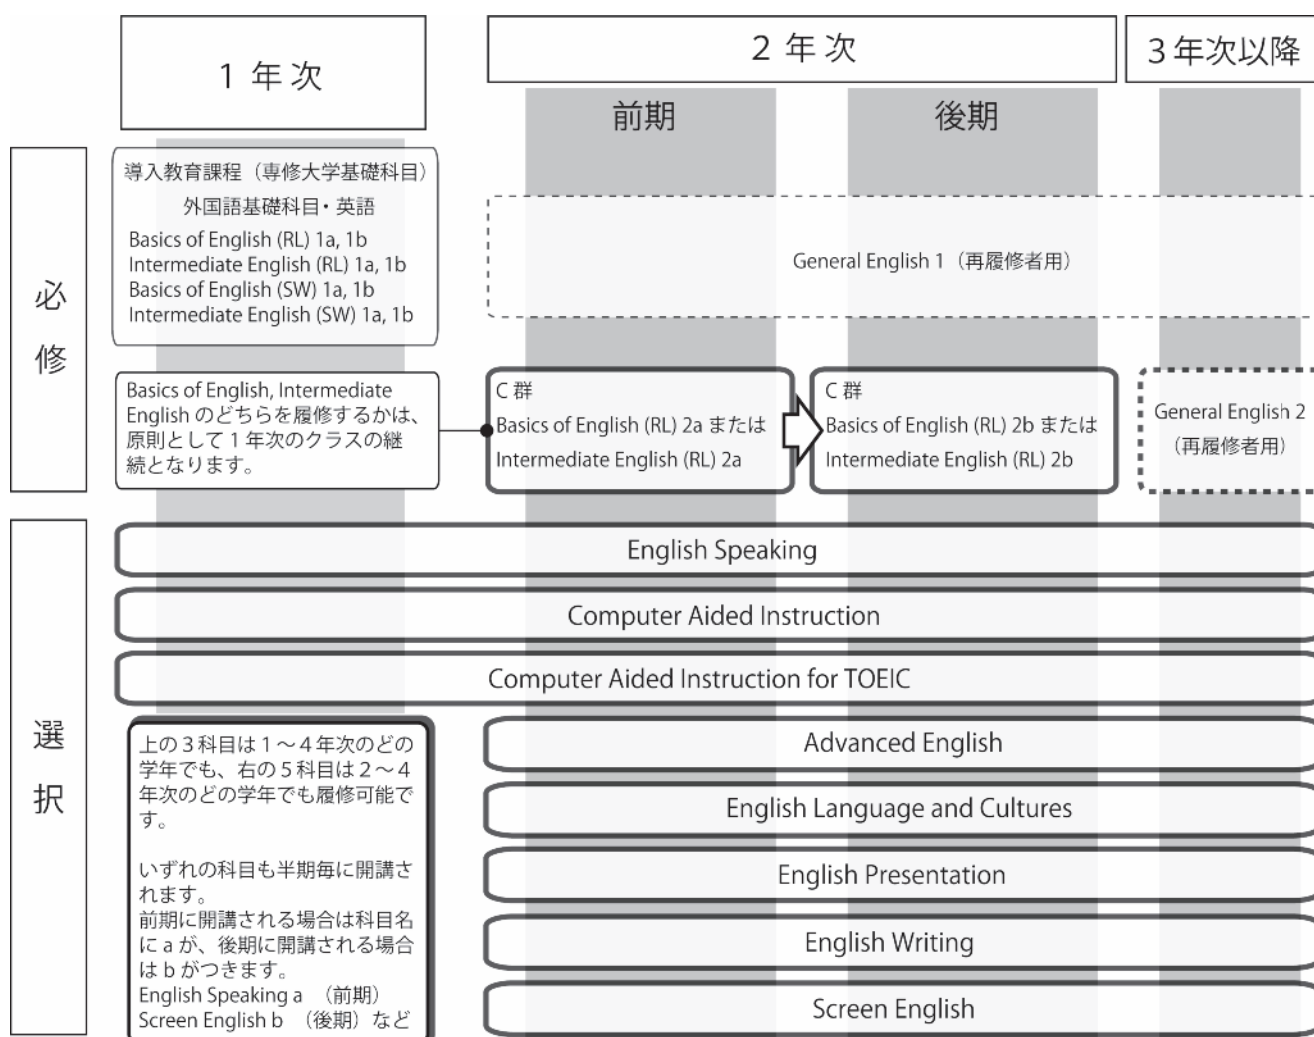 1 年 次
2 年 次
3 年次以降
前期
後期
必
修
導入教育課程（専修大学基礎科目）
外国語基礎科目・英語
Basics of English (RL) 1a, 1b
Intermediate English (RL) 1a, 1b
Basics of English (SW) 1a, 1b
Intermediate English (SW) 1a, 1b
General English 1（再履修者用）
Basics of English, Intermediate
English のどちらを履修するかは、
原則として 1 年次のクラスの継
続となります。
C 群
Basics of English (RL) 2a または
Intermediate English (RL) 2a
C 群
Basics of English (RL) 2b または
Intermediate English (RL) 2b
General English 2
（再履修者用）
選
択
English Speaking
Computer Aided Instruction
Computer Aided Instruction for TOEIC
上の 3 科目は 1 〜 4 年次のどの
学年でも、右の 5 科目は 2 〜 4
年次のどの学年でも履修可能で
す。
いずれの科目も半期毎に開講さ
れます。
前期に開講される場合は科目名
に a が、後期に開講される場合
は b がつきます。
English Speaking a （前期）
Screen English b （後期）など
Advanced English
English Language and Cultures
English Presentation
English Writing
Screen English